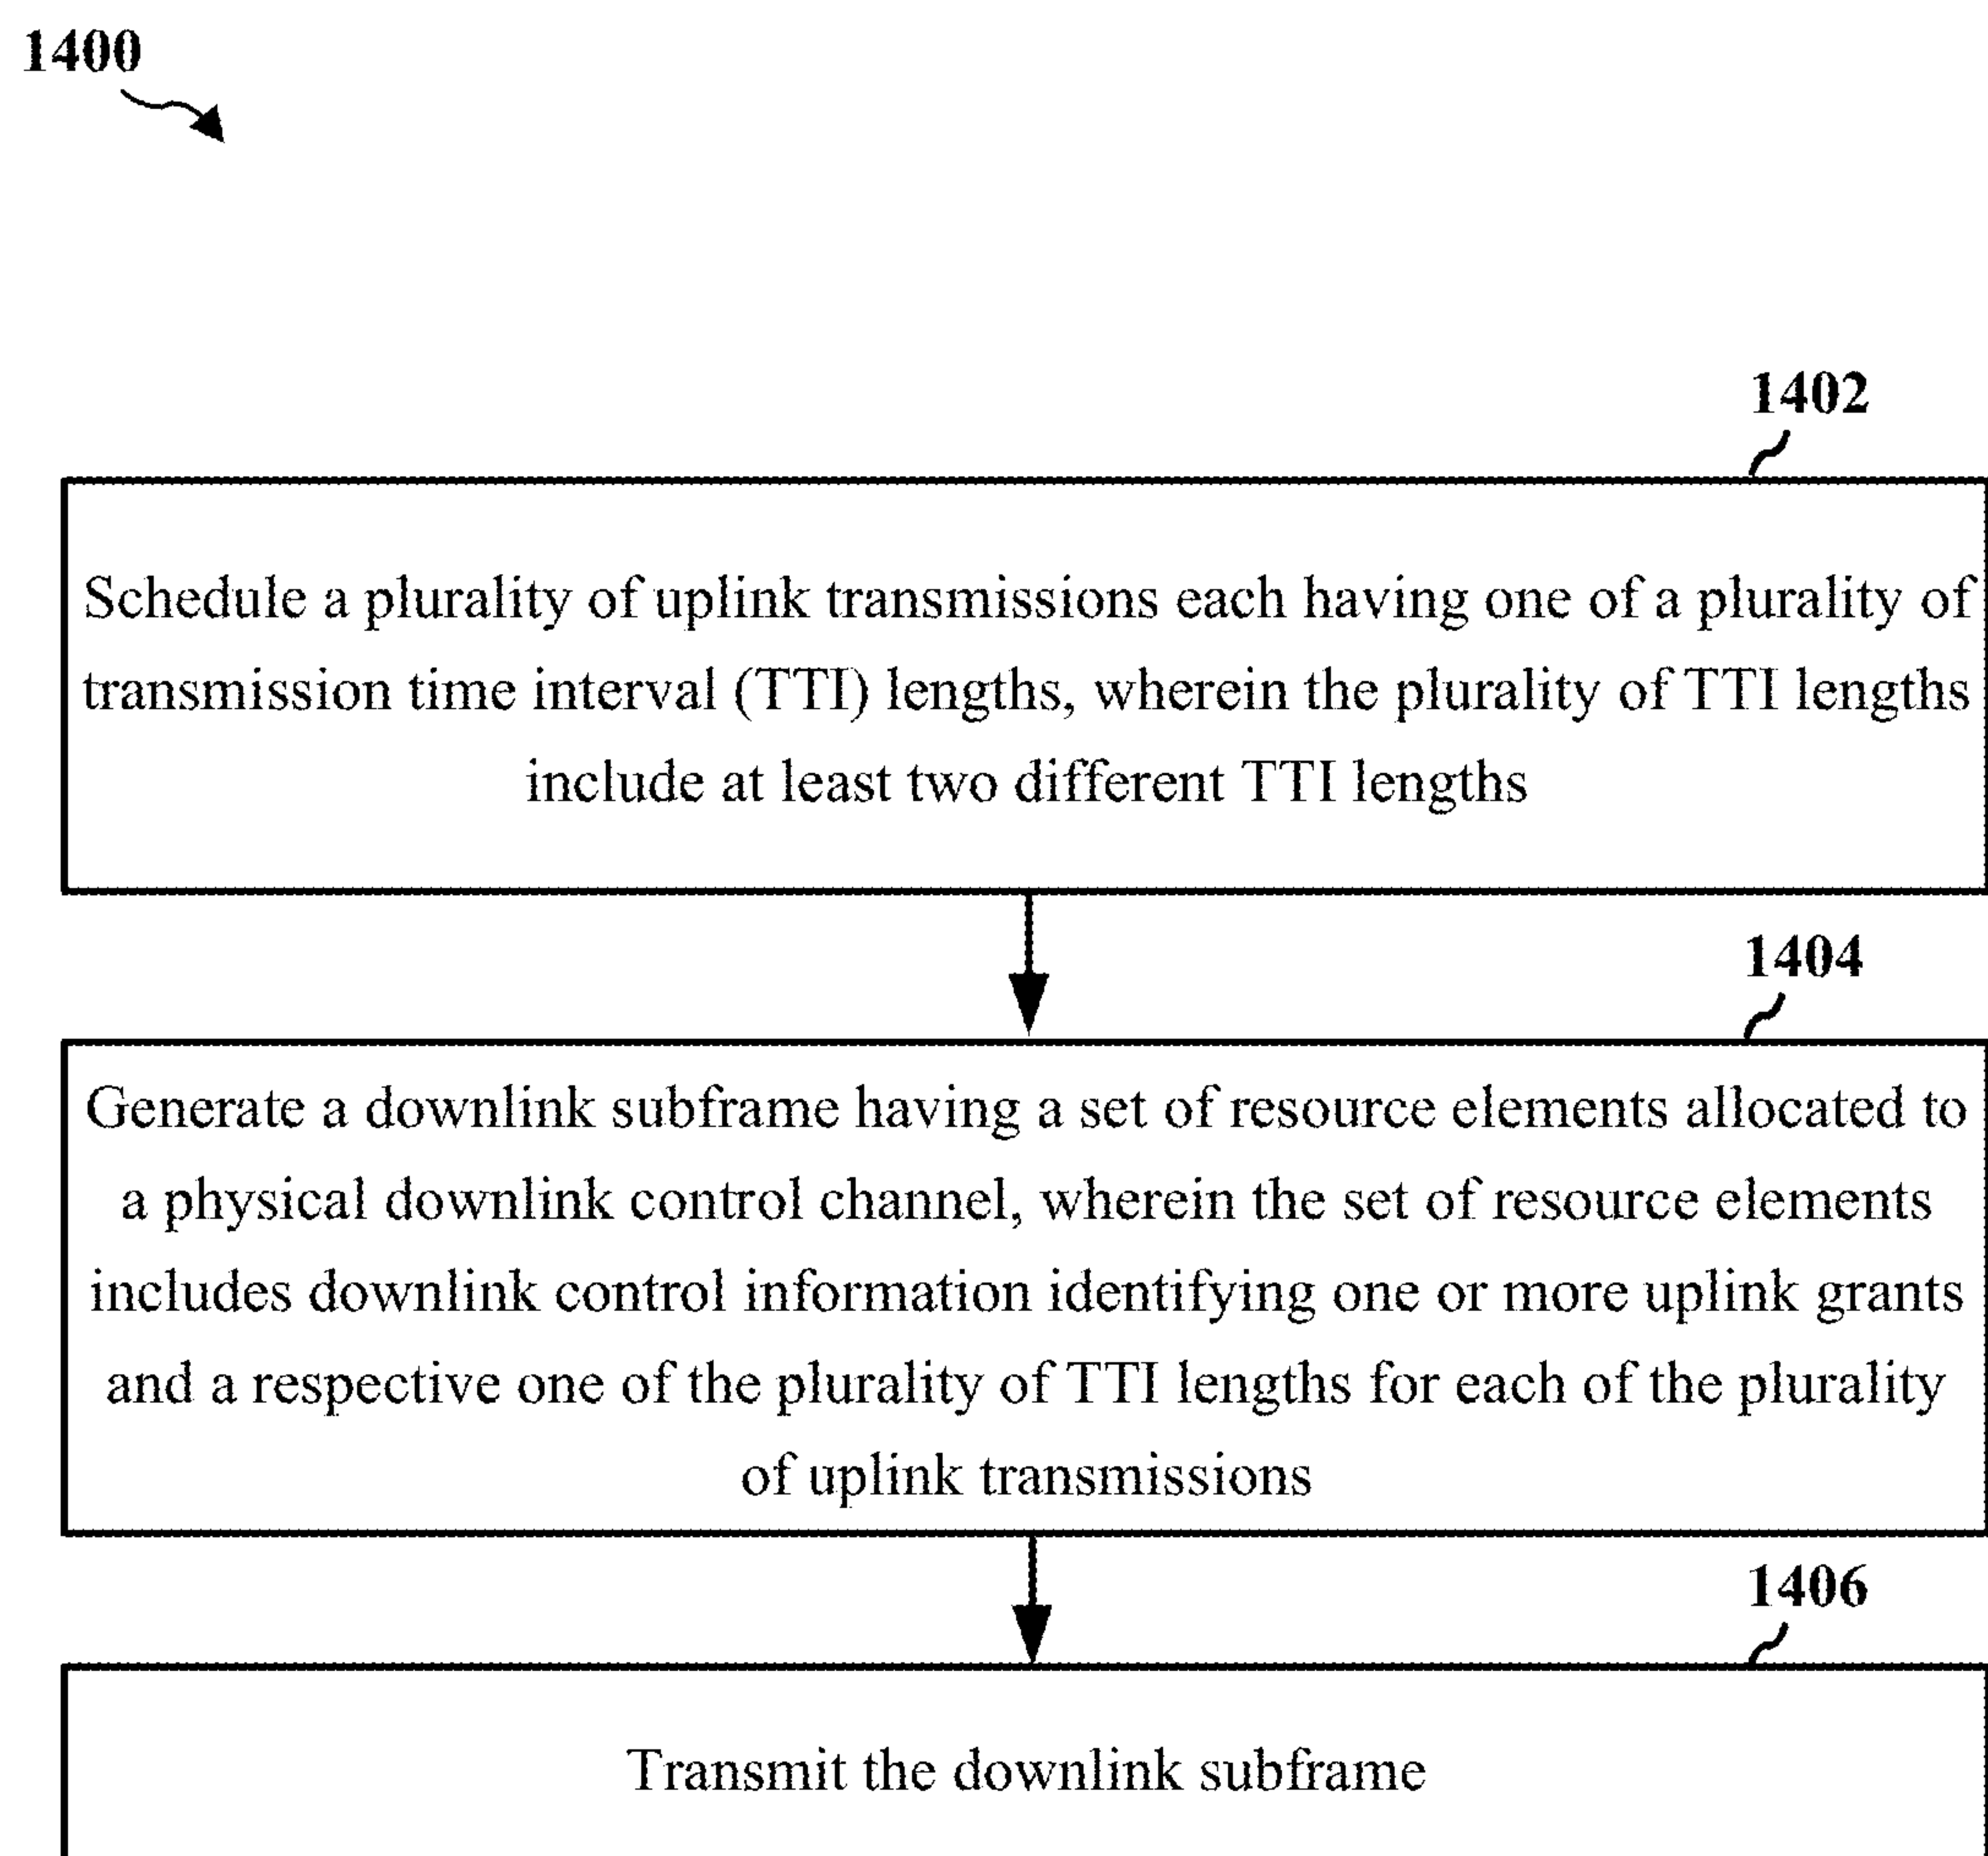 1400
1402
Schedule a plurality of uplink transmissions each having one of a plurality of
transmission time interval (TTI) lengths, wherein the plurality of TTI lengths
include at least two different TTI lengths
1404
Generate a downlink subframe having a set of resource elements allocated to
a physical downlink control channel, wherein the set of resource elements
includes downlink control information identifying one or more uplink grants
and a respective one of the plurality of TTI lengths for each of the plurality
of uplink transmissions
1406
Transmit the downlink subframe